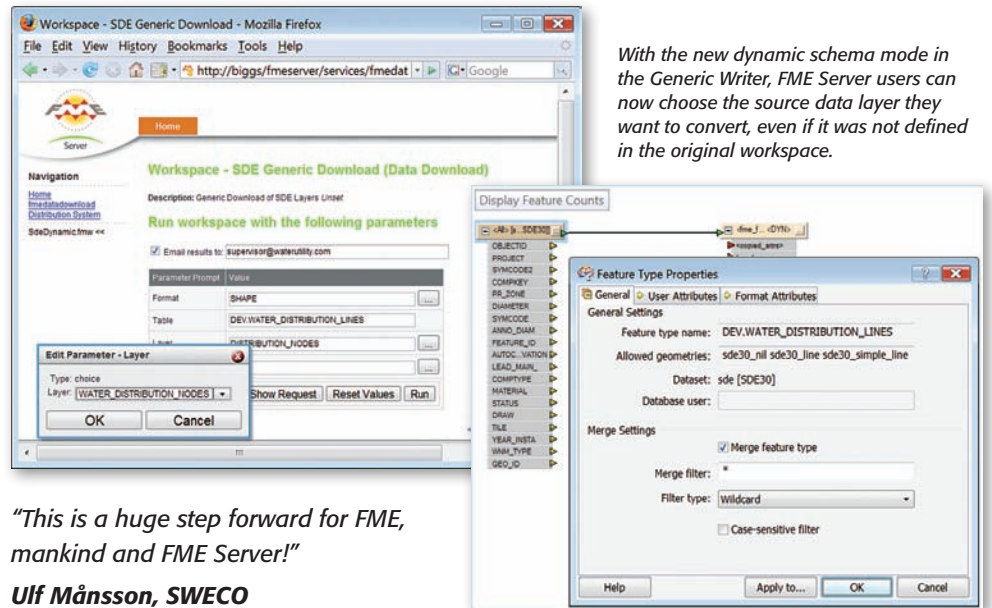 Workspace - SDE Generic Download - Mozilla Firefox
File Edit View History Bookmarks Tools Help
http://biggs/fmeserver/services/fmedat
Google
FME
Server
Home
Navigation
Home
fmedatadownload
Distribution System
SdeDynamic.fmw <<
Workspace - SDE Generic Download (Data Download)
Description: Generic Download of SDE Layers Unset
Run workspace with the following parameters
Email results to: supervisor@waterutility.com
Parameter Prompt Value
Format SHAPE ...
Table DEV.WATER_DISTRIBUTION_LINES
DISTRIBUTION_NODES ...
...
Show Request Reset Values Run
Edit Parameter - Layer
Type: choice
Layer: WATER_DISTRIBUTION_NODES
OK Cancel
With the new dynamic schema mode in
the Generic Writer, FME Server users can
now choose the source data layer they
want to convert, even if it was not defined
in the original workspace.
Display Feature Counts
<All> [s...SDE30]
fme_f... <DYN>
OBJECTID
PROJECT
SYMCODE2
COMPKEY
PR_ZONE
DIAMETER
SYMCODE
ANNO_DIAM
FEATURE_ID
AUTOC...VATION
LEAD_MAIN_
COMPTYPE
MATERIAL
STATUS
DRAW
TILE
YEAR_INSTA
WNM_TYPE
GEO_ID
Feature Type Properties
General User Attributes Format Attributes
General Settings
Feature type name: DEV.WATER_DISTRIBUTION_LINES
Allowed geometries: sde30_nil sde30_line sde30_simple_line
Dataset: sde [SDE30]
Database user:
Merge Settings
Merge feature type
Merge filter: *
Filter type: Wildcard
Case-sensitive filter
Help Apply to... OK Cancel
"This is a huge step forward for FME,
mankind and FME Server!"
Ulf Månsson, SWECO